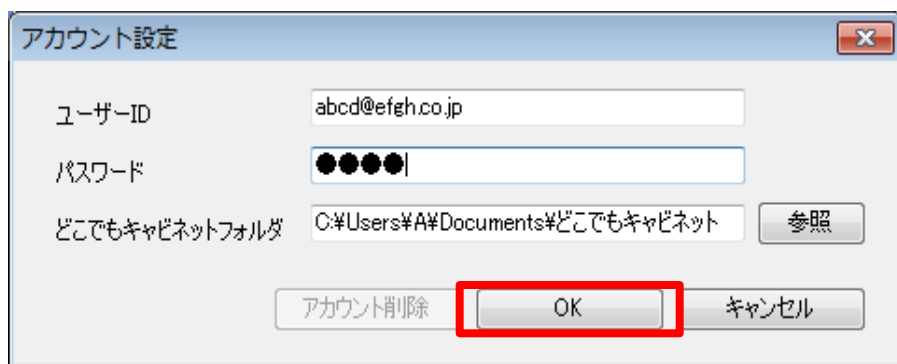 アカウント設定
ユーザーID abcd@efgh.co.jp
パスワード ●●●●
どこでもキャビネットフォルダ C:¥Users¥A¥Documents¥どこでもキャビネット 参照
アカウント削除 OK キャンセル